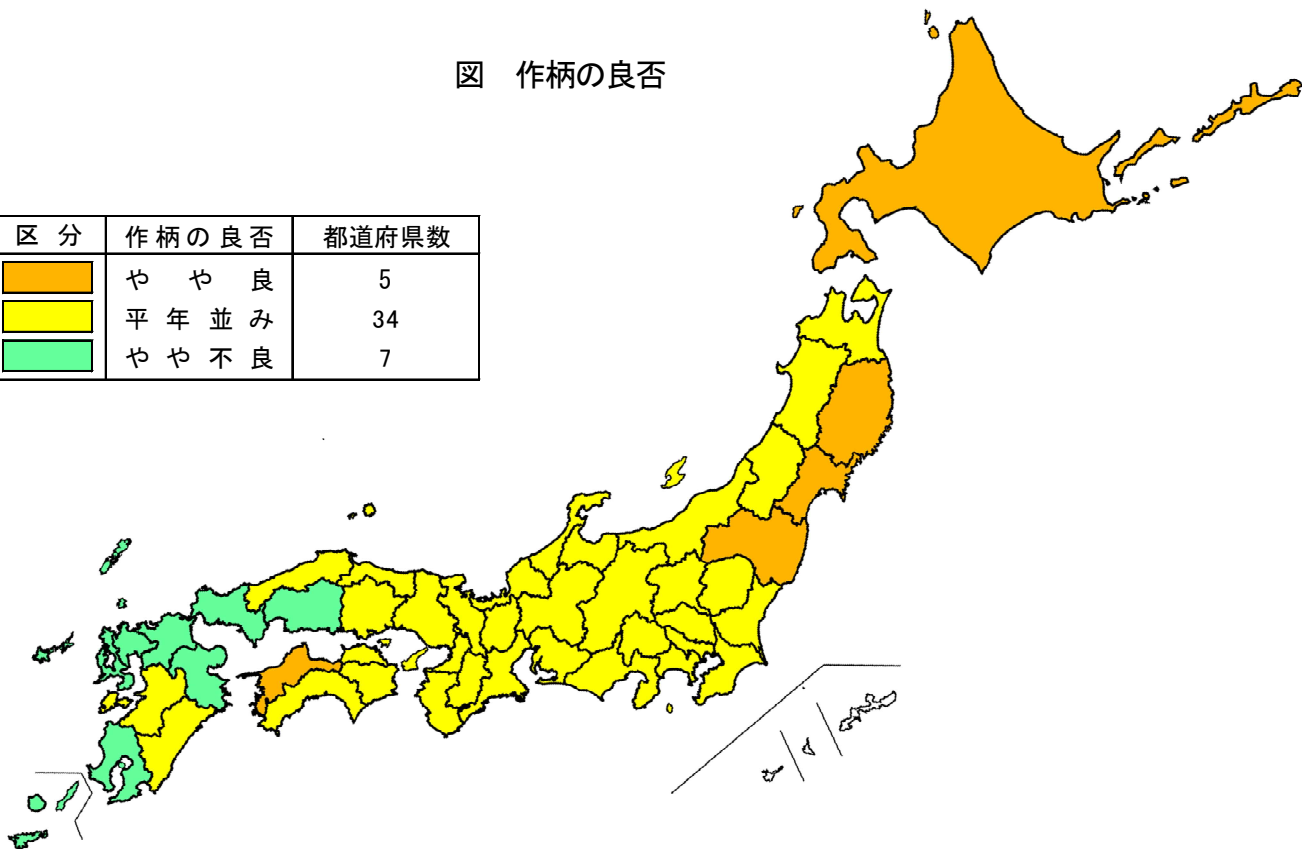 図　作柄の良否
区 分 作柄の良否 都道府県数
や や 良 5
平 年 並 み 34
や や 不 良 7